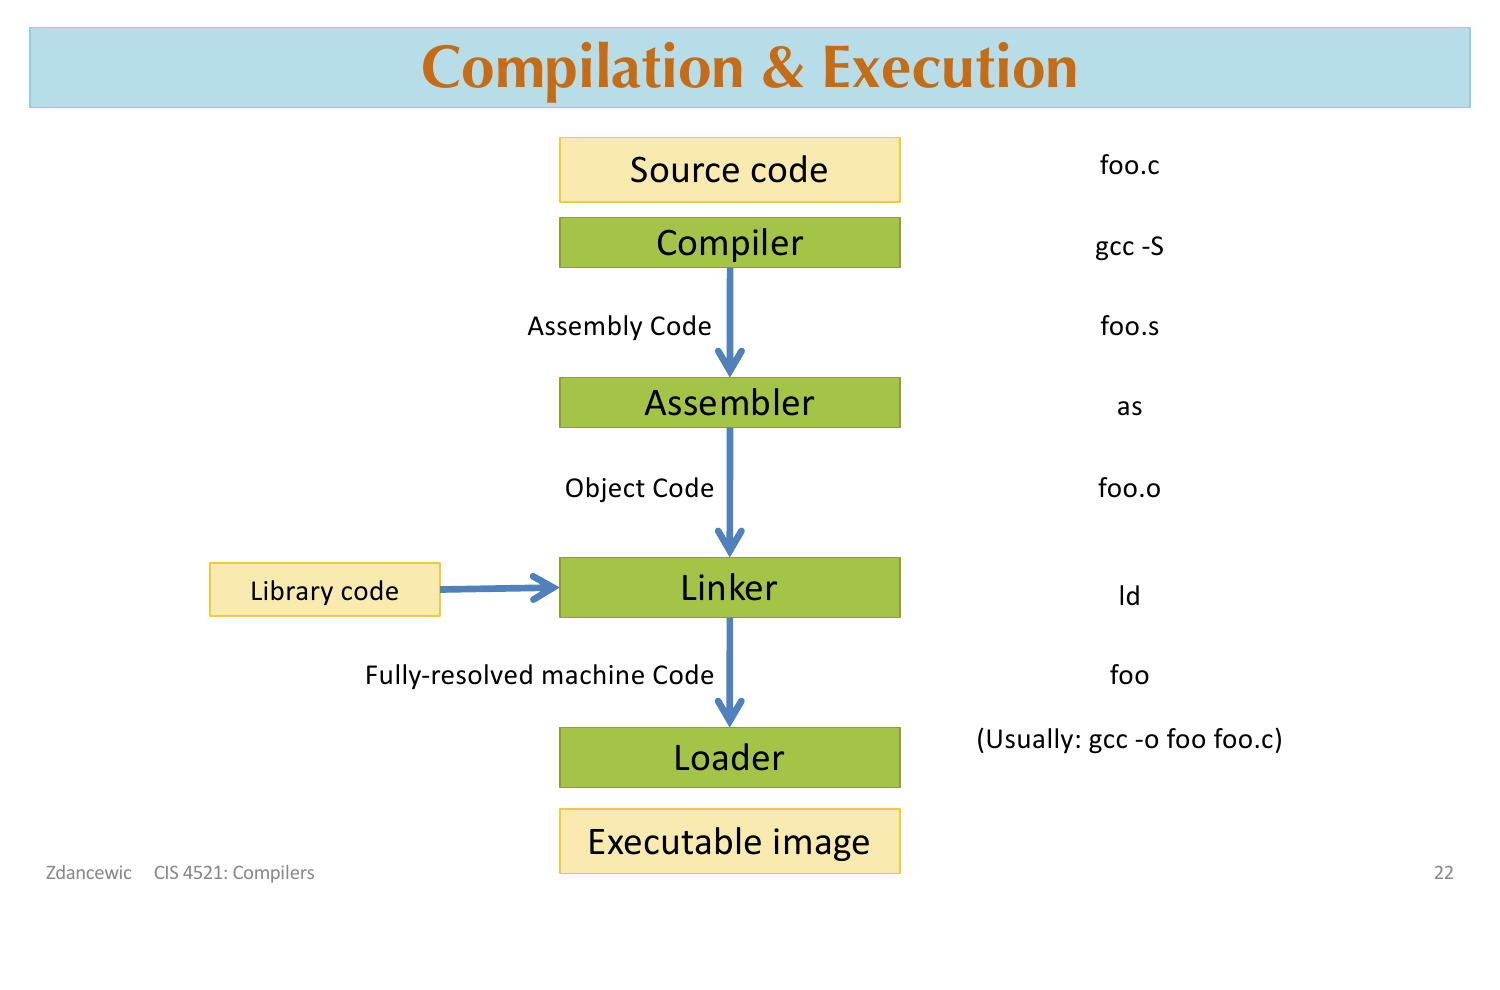 Compilation & Execution
Source code
foo.c
Compiler
gcc -S
Assembly Code
foo.s
Assembler
as
Object Code
foo.o
Library code
Linker
ld
Fully-resolved machine Code
foo
Loader
(Usually: gcc -o foo foo.c)
Executable image
Zdancewic CIS 4521: Compilers
22